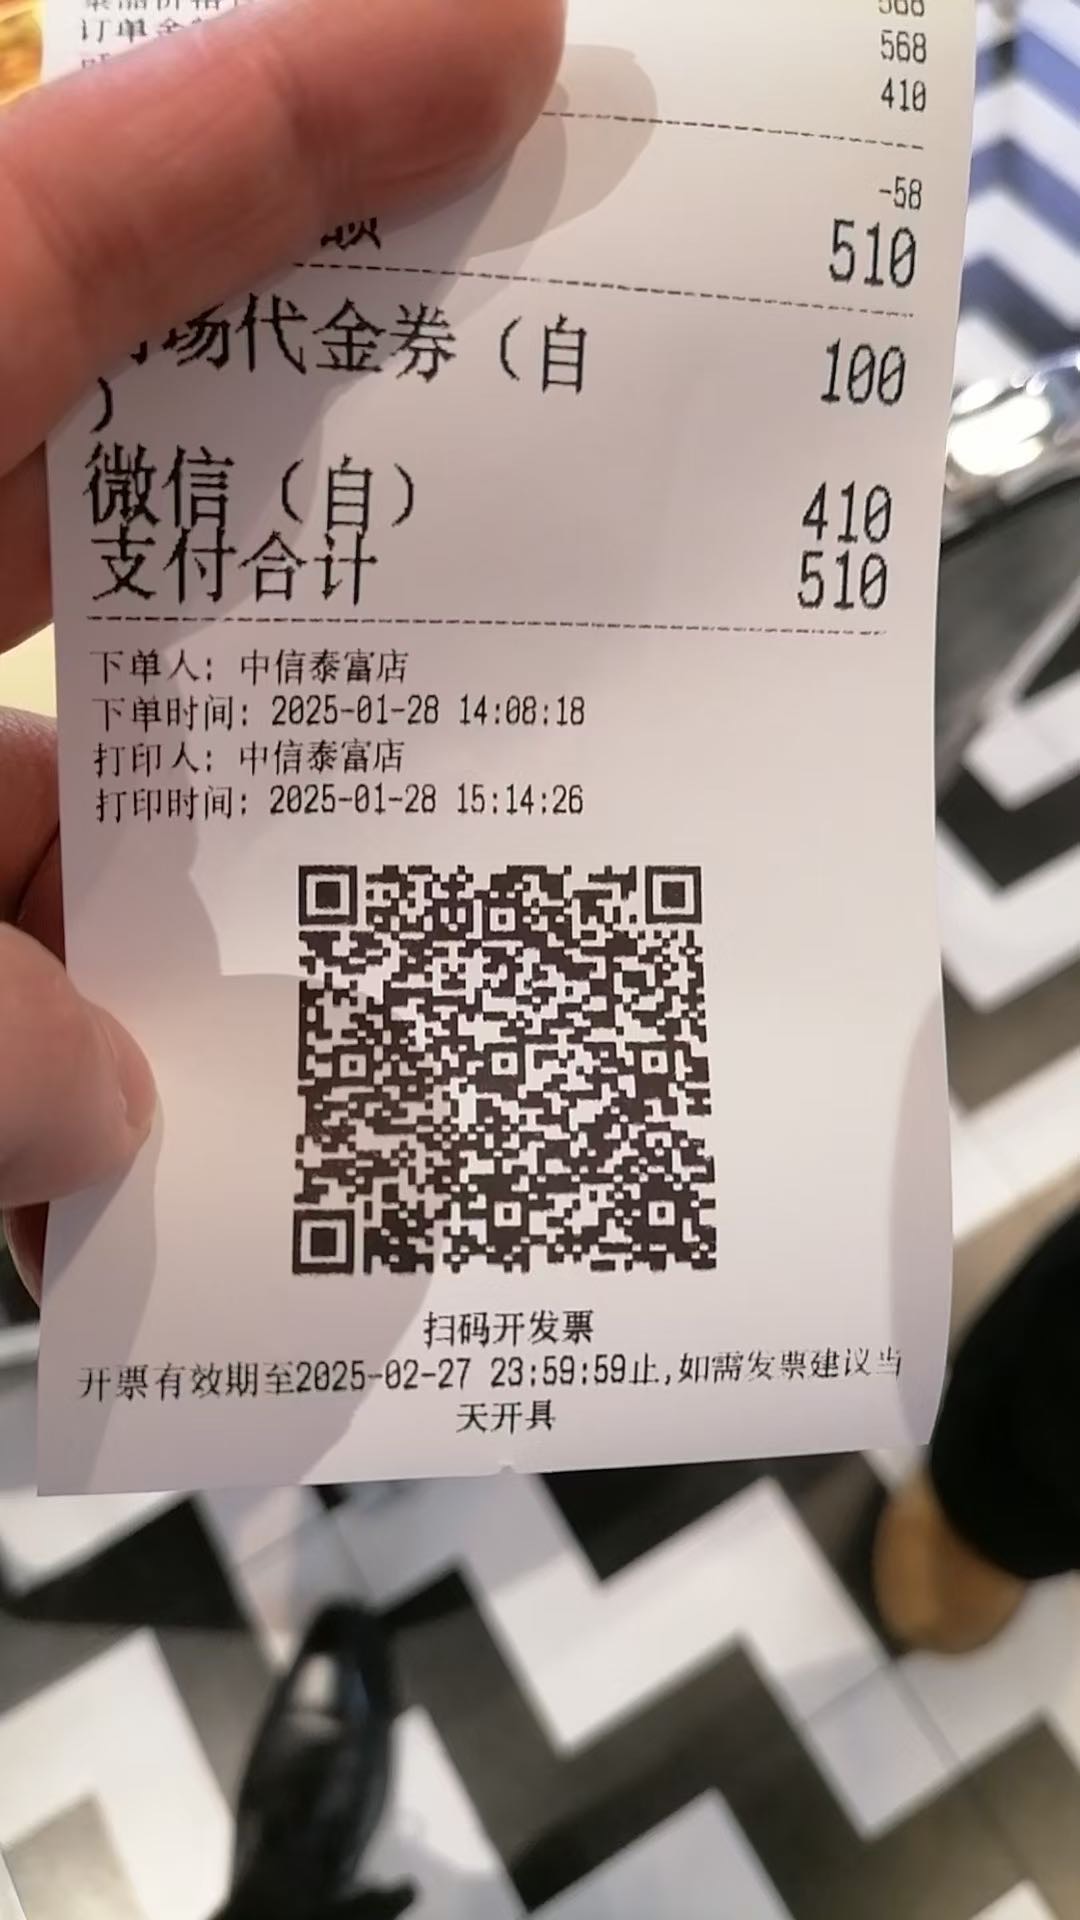 568
订单金 568
410
-58
额 510
场代金券（自 100
）
微信（自） 410
支付合计 510
下单人: 中信泰富店
下单时间: 2025-01-28 14:08:18
打印人: 中信泰富店
打印时间: 2025-01-28 15:14:26
扫码开发票
开票有效期至2025-02-27 23:59:59止,如需发票建议当
天开具